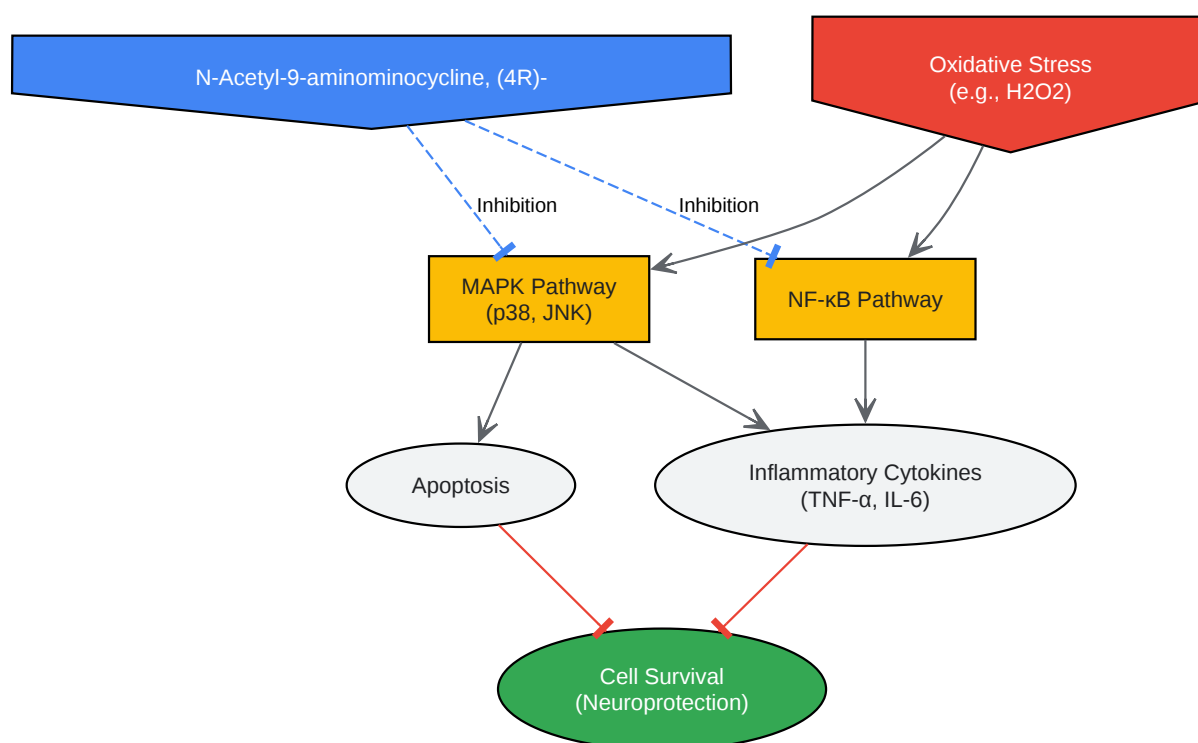 N-Acetyl-9-aminominocycline, (4R)-
Oxidative Stress
(e.g., H2O2)
Inhibition
Inhibition
MAPK Pathway
(p38, JNK)
NF-κB Pathway
Apoptosis
Inflammatory Cytokines
(TNF-α, IL-6)
Cell Survival
(Neuroprotection)